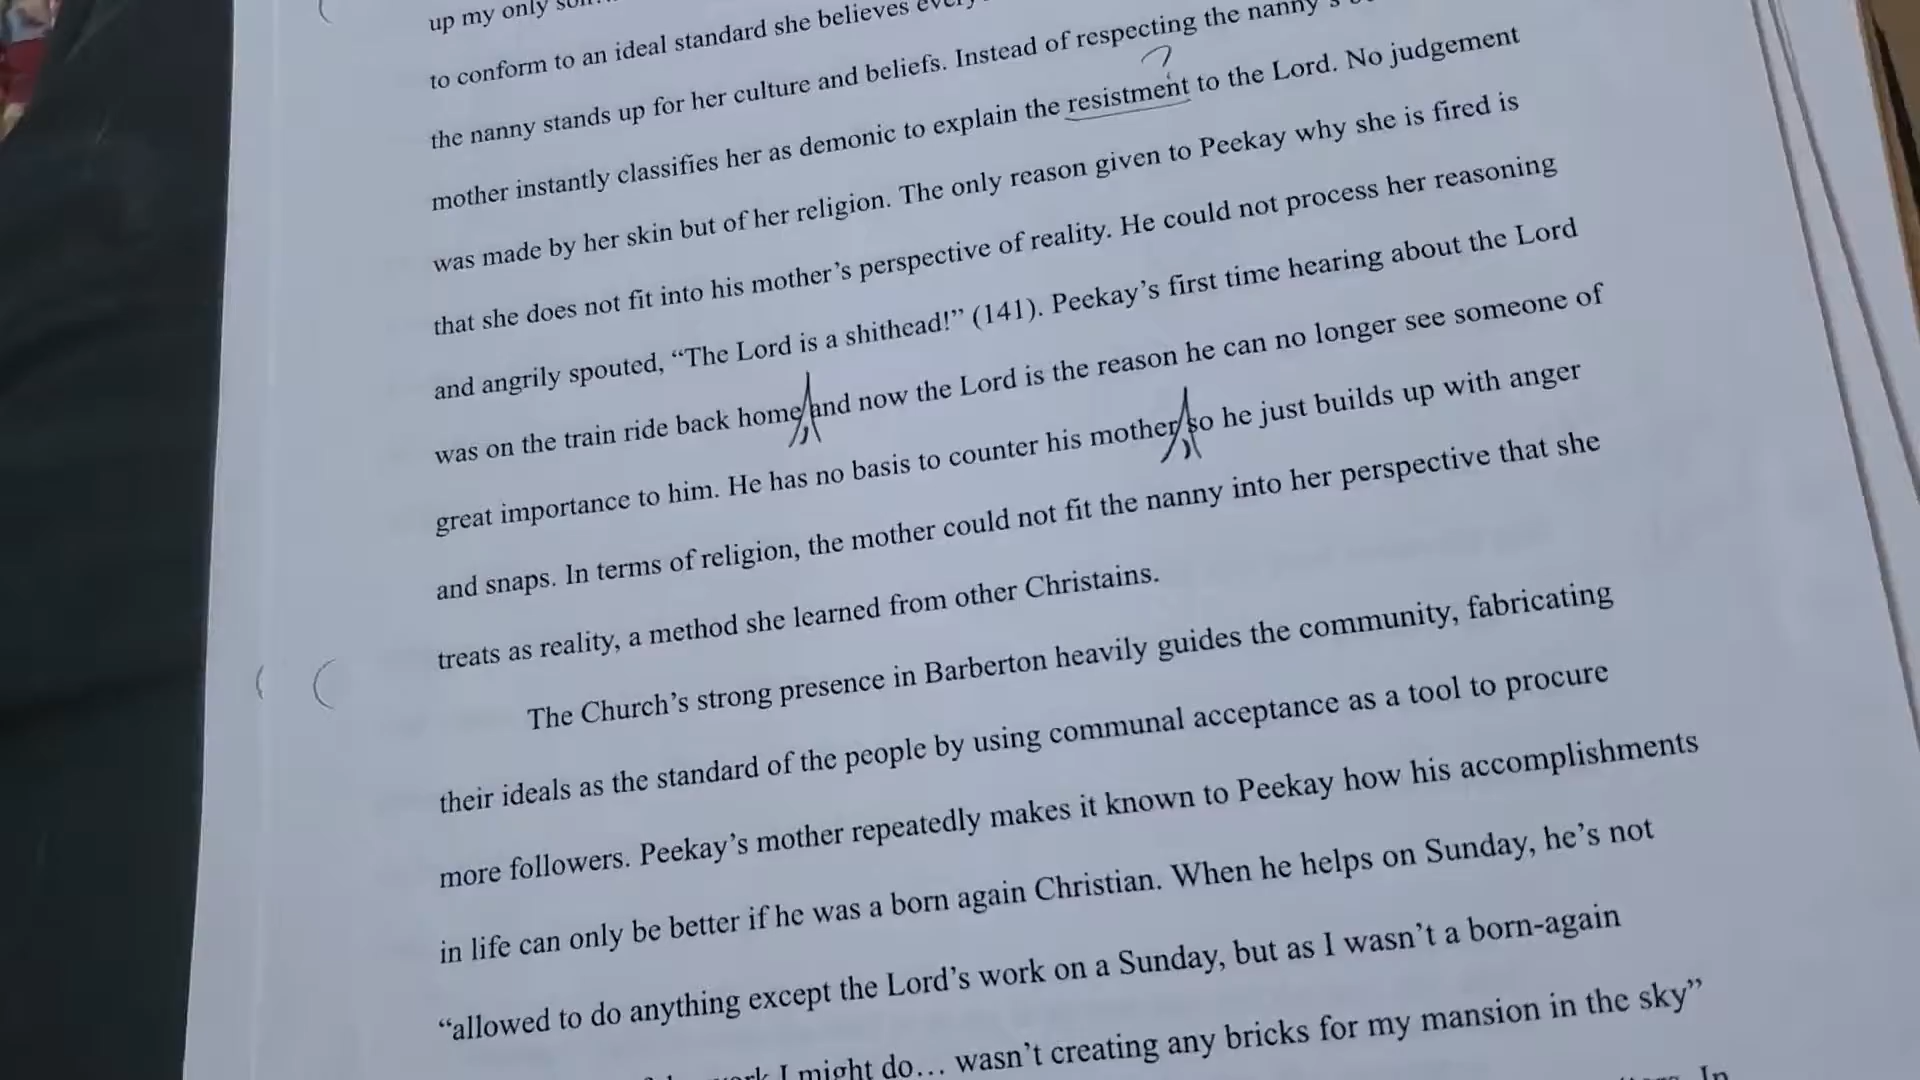 up my only
to conform to an ideal standard she believes
the nanny stands up for her culture and beliefs. Instead of respecting the nanny's
mother instantly classifies her as demonic to explain the resistment to the Lord. No judgement
was made by her skin but of her religion. The only reason given to Peekay why she is fired is
that she does not fit into his mother's perspective of reality. He could not process her reasoning
and angrily spouted, “The Lord is a shithead!” (141). Peekay's first time hearing about the Lord
was on the train ride back home, and now the Lord is the reason he can no longer see someone of
great importance to him. He has no basis to counter his mother, so he just builds up with anger
and snaps. In terms of religion, the mother could not fit the nanny into her perspective that she
treats as reality, a method she learned from other Christains.
The Church's strong presence in Barberton heavily guides the community, fabricating
their ideals as the standard of the people by using communal acceptance as a tool to procure
more followers. Peekay's mother repeatedly makes it known to Peekay how his accomplishments
in life can only be better if he was a born again Christian. When he helps on Sunday, he's not
“allowed to do anything except the Lord's work on a Sunday, but as I wasn't a born-again
I might do… wasn't creating any bricks for my mansion in the sky”
In